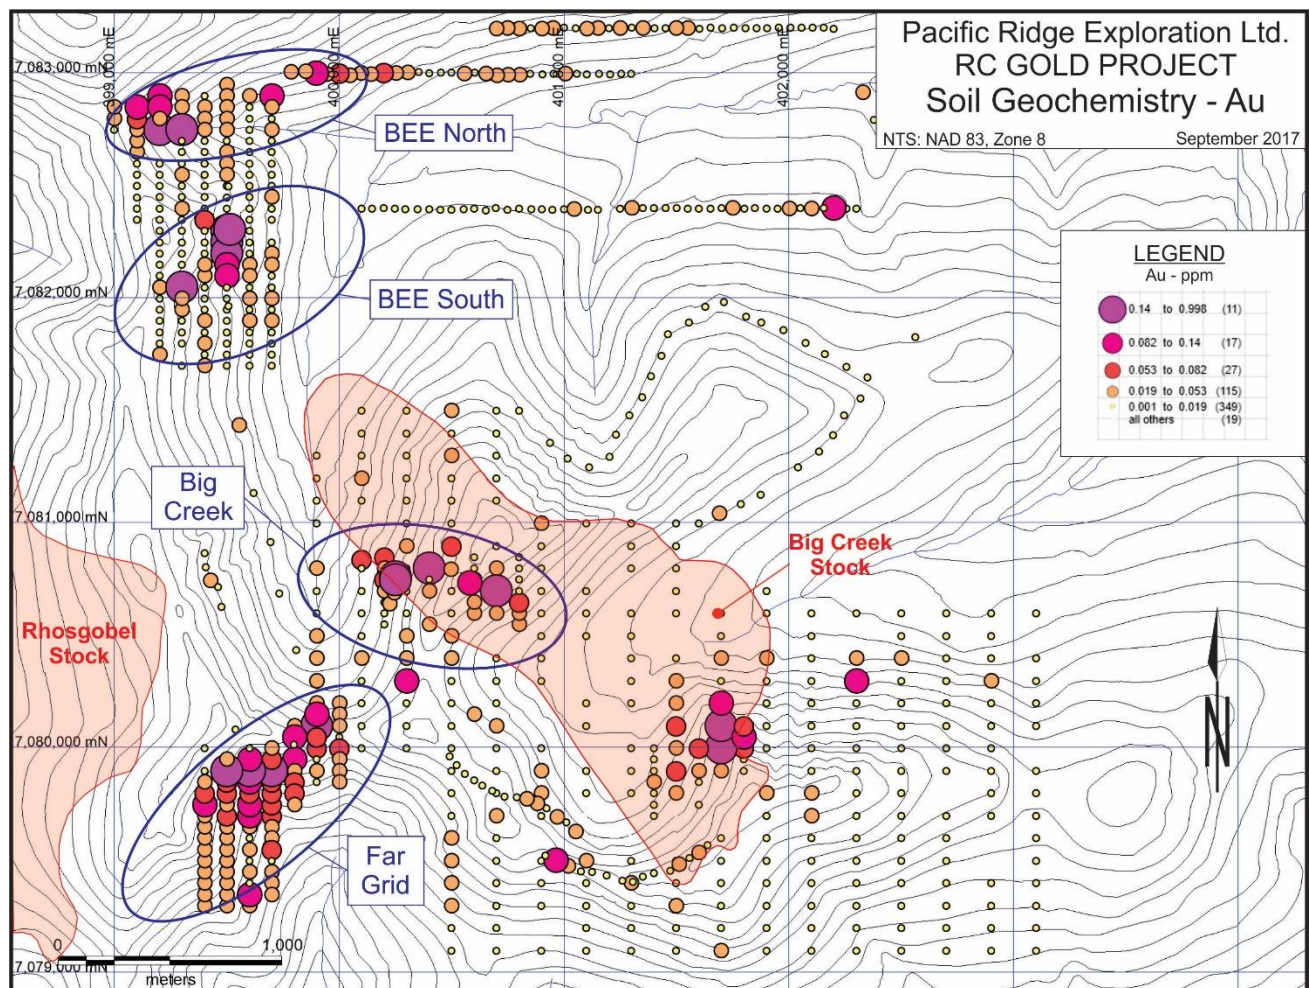 Pacific Ridge Exploration Ltd.
RC GOLD PROJECT
Soil Geochemistry - Au
NTS: NAD 83, Zone 8 September 2017
399,000 mE
401,000 mE
402,000 mE
7,083,000 mN
BEE North
LEGEND
Au - ppm
0.14 to 0.998 (11)
0.082 to 0.14 (17)
0.053 to 0.082 (27)
0.019 to 0.053 (115)
0.001 to 0.019 (349)
all others (19)
7,082,000 mN
BEE South
Big
Creek
7,081,000 mN
Big Creek
Stock
Rhosgobel
Stock
N
7,080,000 mN
Far
Grid
0 1,000
meters
7,079,000 mN